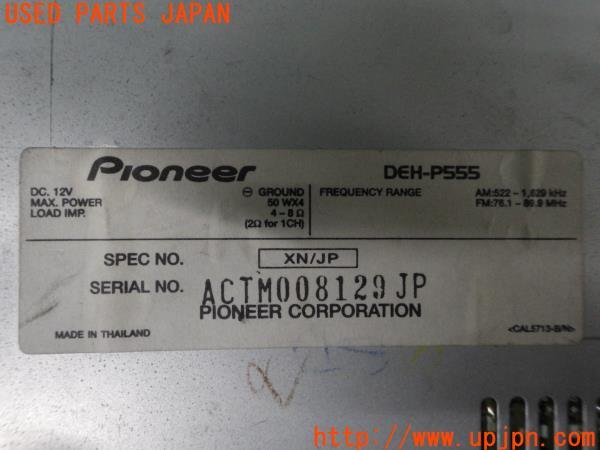 USED PARTS JAPAN
Pioneer
DEH-P555
DC. 12V ⊖ GROUND
MAX. POWER 50 WX4
LOAD IMP. 4–8 Ω
(2Ω for 1CH)
FREQUENCY RANGE AM:522 – 1,629 kHz
FM:76.1 – 89.9 MHz
SPEC NO. XN/JP
SERIAL NO. ACTM008129JP
PIONEER CORPORATION
MADE IN THAILAND
<CAL5713-B/N>
http://www.upjpn.com/